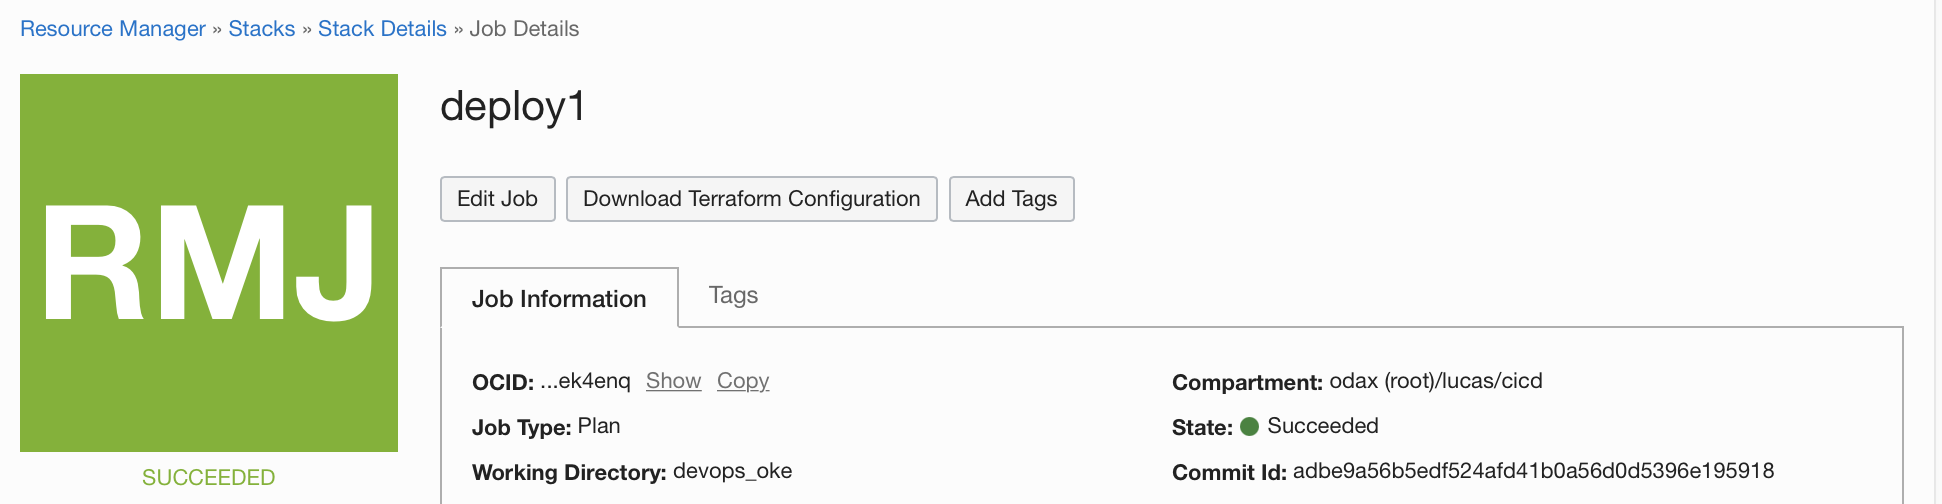 Resource Manager » Stacks » Stack Details » Job Details
RMJ
SUCCEEDED
deploy1
Edit Job
Download Terraform Configuration
Add Tags
Job Information
Tags
OCID: ...ek4enq Show Copy
Job Type: Plan
Working Directory: devops_oke
Compartment: odax (root)/lucas/cicd
State: Succeeded
Commit Id: adbe9a56b5edf524afd41b0a56d0d5396e195918